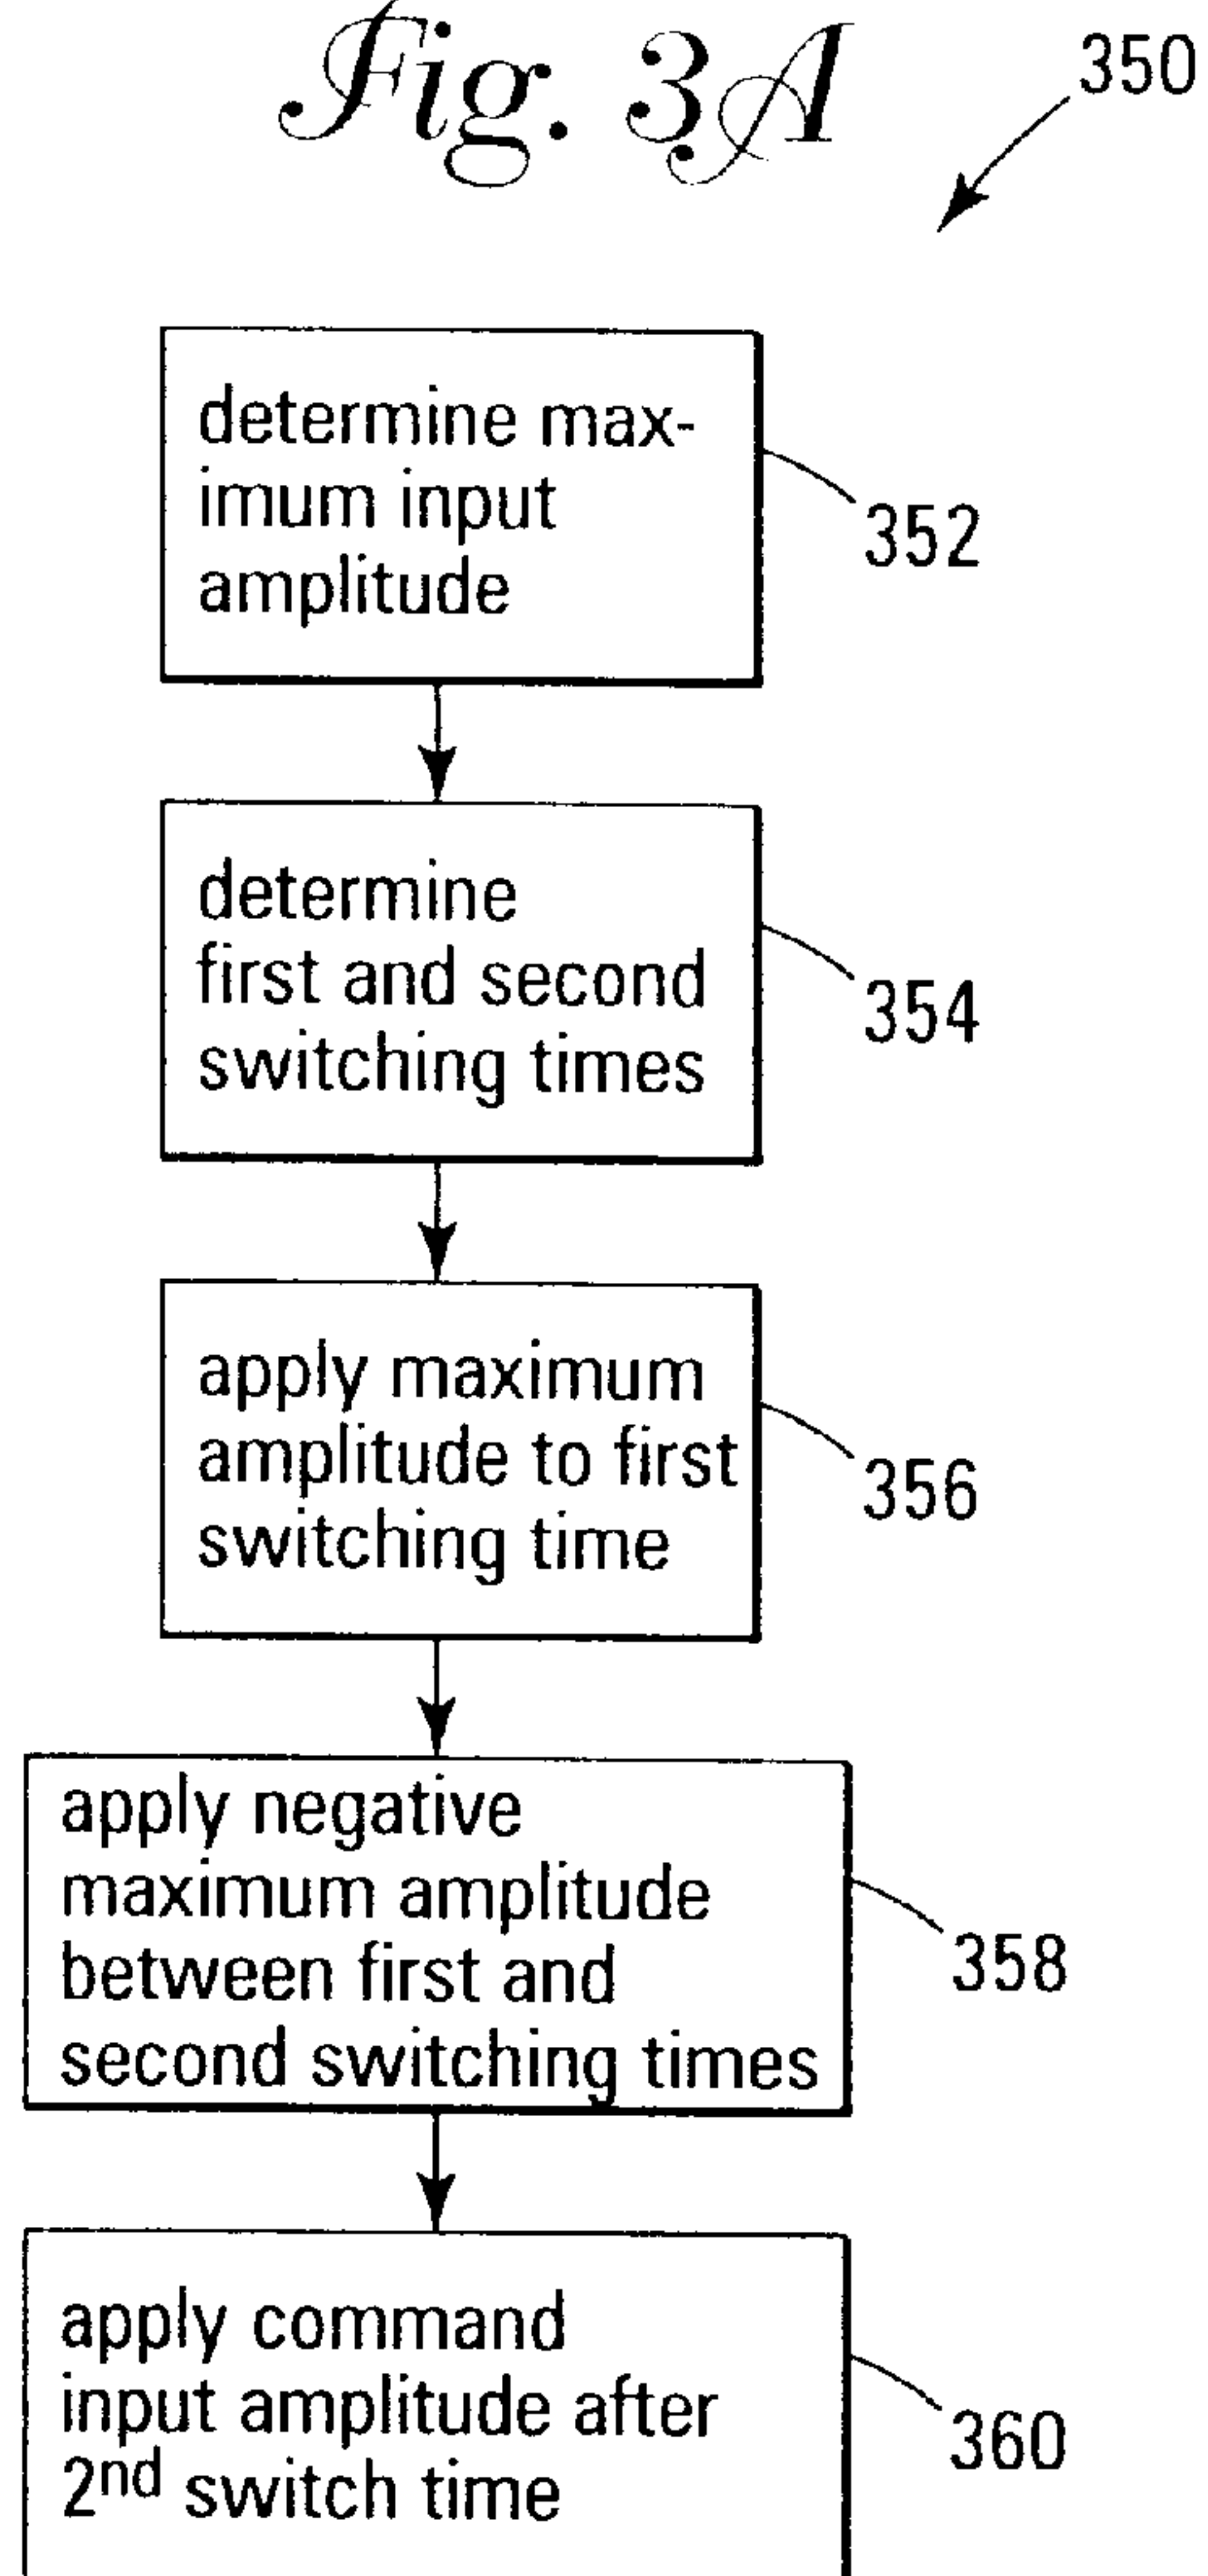 Fig. 3A
350
determine max-
imum input
amplitude
352
determine
first and second
switching times
354
apply maximum
amplitude to first
switching time
356
apply negative
maximum amplitude
between first and
second switching times
358
apply command
input amplitude after
2nd switch time
360